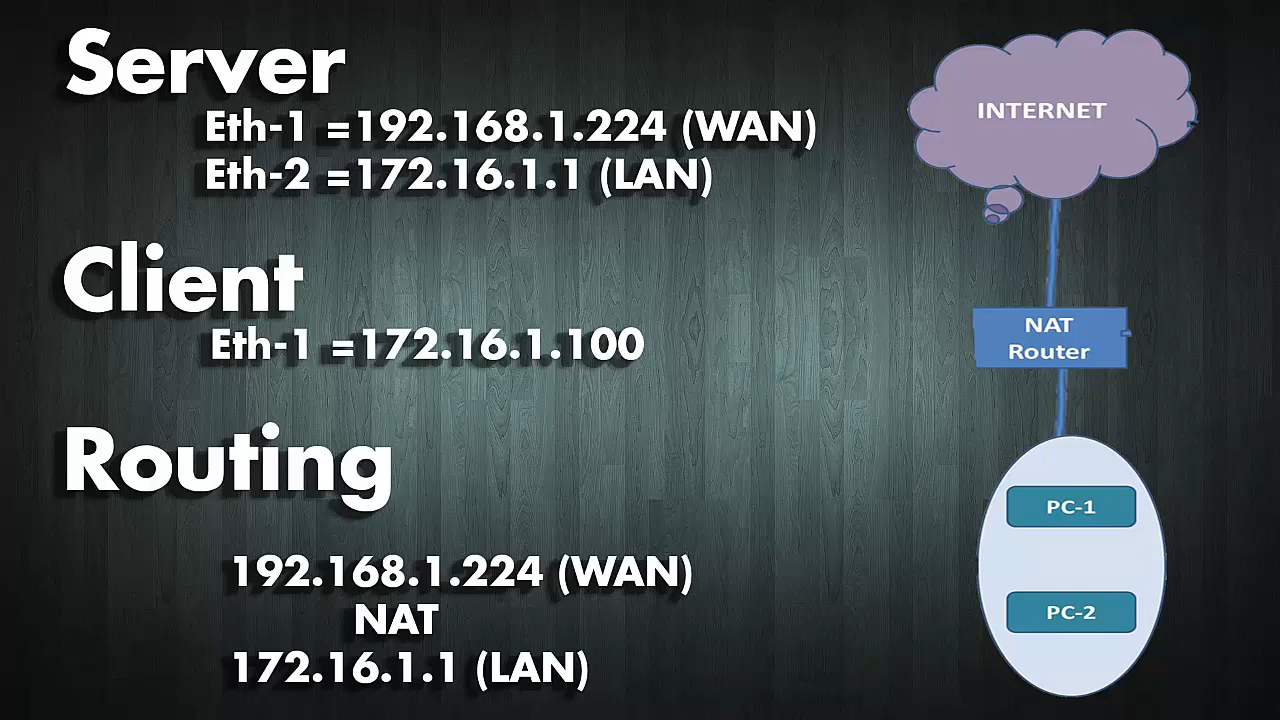 Server
Eth-1 =192.168.1.224 (WAN)
Eth-2 =172.16.1.1 (LAN)
Client
Eth-1 =172.16.1.100
Routing
192.168.1.224 (WAN)
NAT
172.16.1.1 (LAN)
INTERNET
NAT
Router
PC-1
PC-2